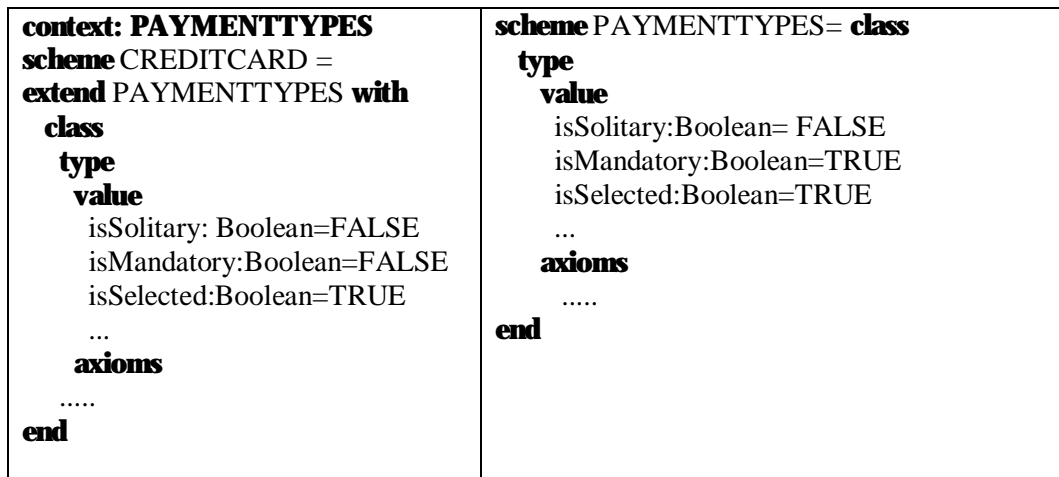 context: PAYMENTTYPES
scheme CREDITCARD =
extend PAYMENTTYPES with
class
type
value
isSolitary: Boolean=FALSE
isMandatory:Boolean=FALSE
isSelected:Boolean=TRUE
...
axioms
.....
end
scheme PAYMENTTYPES= class
type
value
isSolitary:Boolean= FALSE
isMandatory:Boolean=TRUE
isSelected:Boolean=TRUE
...
axioms
.....
end